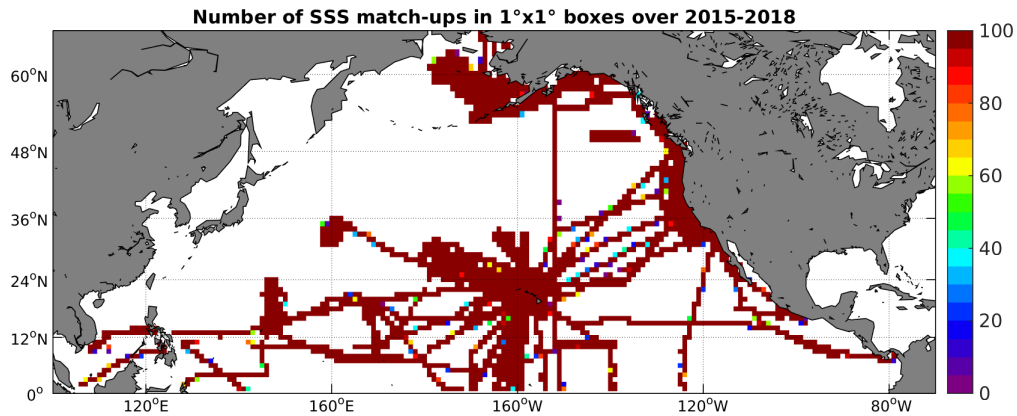 Number of SSS match-ups in 1°x1° boxes over 2015-2018
100
80
60
40
20
0
60°N
48°N
36°N
24°N
12°N
0°
120°E
160°E
160°W
120°W
80°W